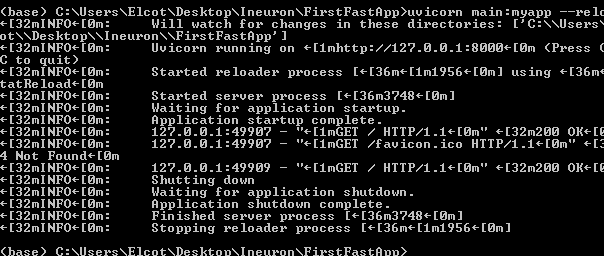 (base) C:\Users\Elcot\Desktop\Ineuron\FirstFastApp>uvicorn main:myapp --relo
←[32mINFO←[0m:     Will watch for changes in these directories: ['C:\\Users
ot\\Desktop\\Ineuron\\FirstFastApp']
←[32mINFO←[0m:     Uvicorn running on ←[1mhttp://127.0.0.1:8000←[0m (Press C
C to quit)
←[32mINFO←[0m:     Started reloader process [←[36m←[1m1956←[0m] using ←[36m←
tatReload←[0m
←[32mINFO←[0m:     Started server process [←[36m3748←[0m]
←[32mINFO←[0m:     Waiting for application startup.
←[32mINFO←[0m:     Application startup complete.
←[32mINFO←[0m:     127.0.0.1:49907 - "←[1mGET / HTTP/1.1←[0m" ←[32m200 OK←[0
←[32mINFO←[0m:     127.0.0.1:49907 - "←[1mGET /favicon.ico HTTP/1.1←[0m" ←[3
4 Not Found←[0m
←[32mINFO←[0m:     127.0.0.1:49909 - "←[1mGET / HTTP/1.1←[0m" ←[32m200 OK←[0
←[32mINFO←[0m:     Shutting down
←[32mINFO←[0m:     Waiting for application shutdown.
←[32mINFO←[0m:     Application shutdown complete.
←[32mINFO←[0m:     Finished server process [←[36m3748←[0m]
←[32mINFO←[0m:     Stopping reloader process [←[36m←[1m1956←[0m]
(base) C:\Users\Elcot\Desktop\Ineuron\FirstFastApp>